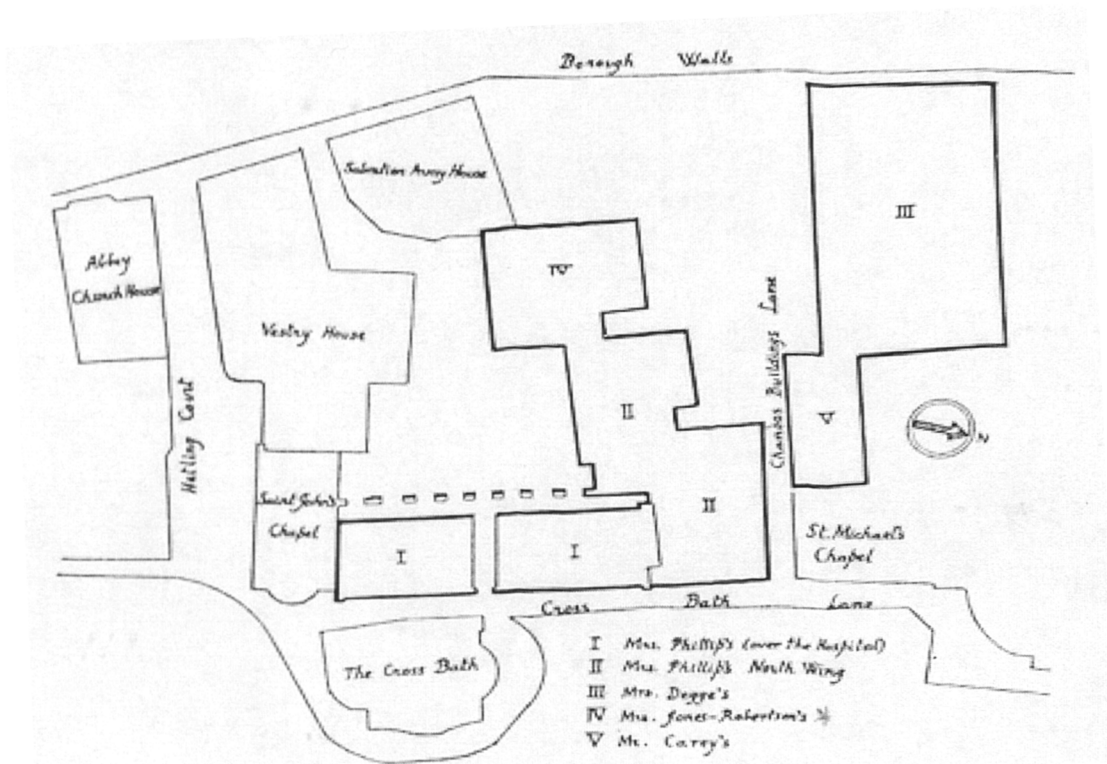 Borough Walls
Salvation Army House
Abbey
Church House
Vestry House
Hetling Court
Saint John's
Chapel
IV
II
II
I
I
III
V
Chandos Buildings Lane
N
St. Michael's
Chapel
Cross Bath Lane
The Cross Bath
I Mrs. Phillip's (over the Hospital)
II Mrs. Phillip's North Wing
III Mrs. Degge's
IV Mrs. Jones-Robertson's
V Mr. Carey's